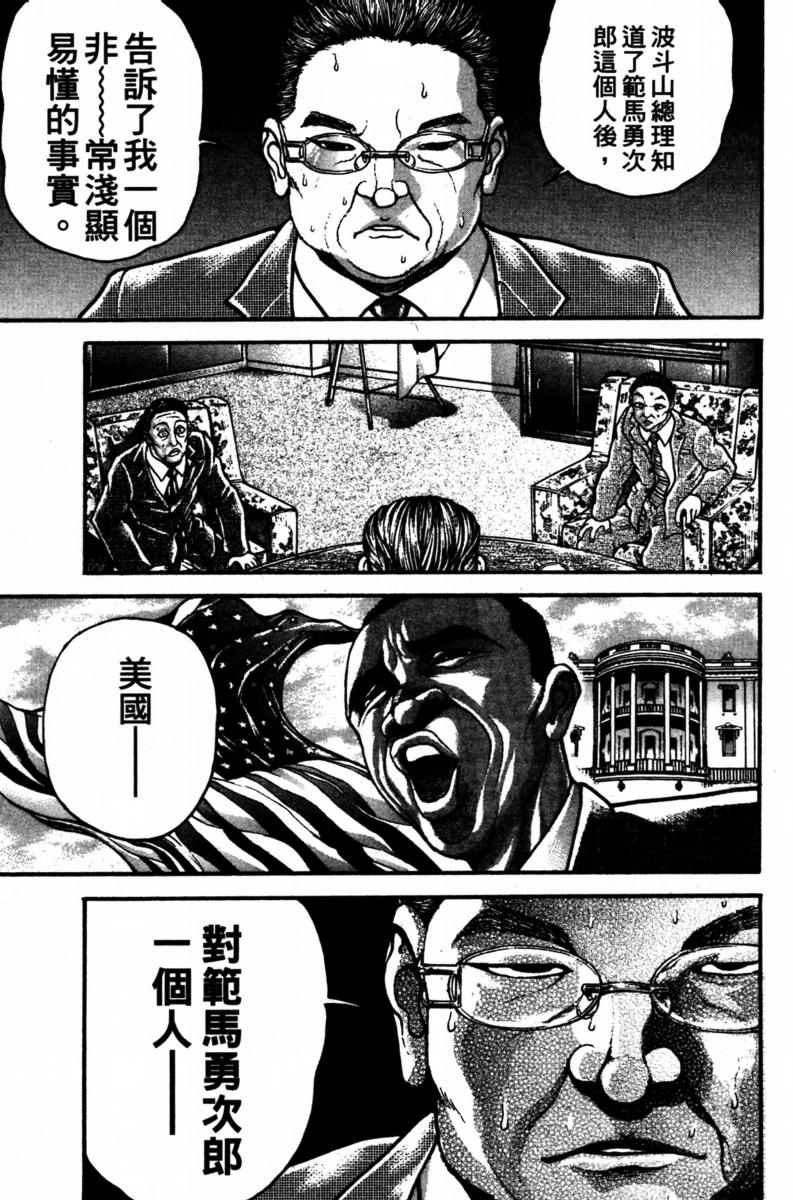 波斗山總理知
道了範馬勇次
郎這個人後，
告訴了我一個
非～～常淺顯
易懂的事實。
美國——
對範馬勇次郎
一個人——